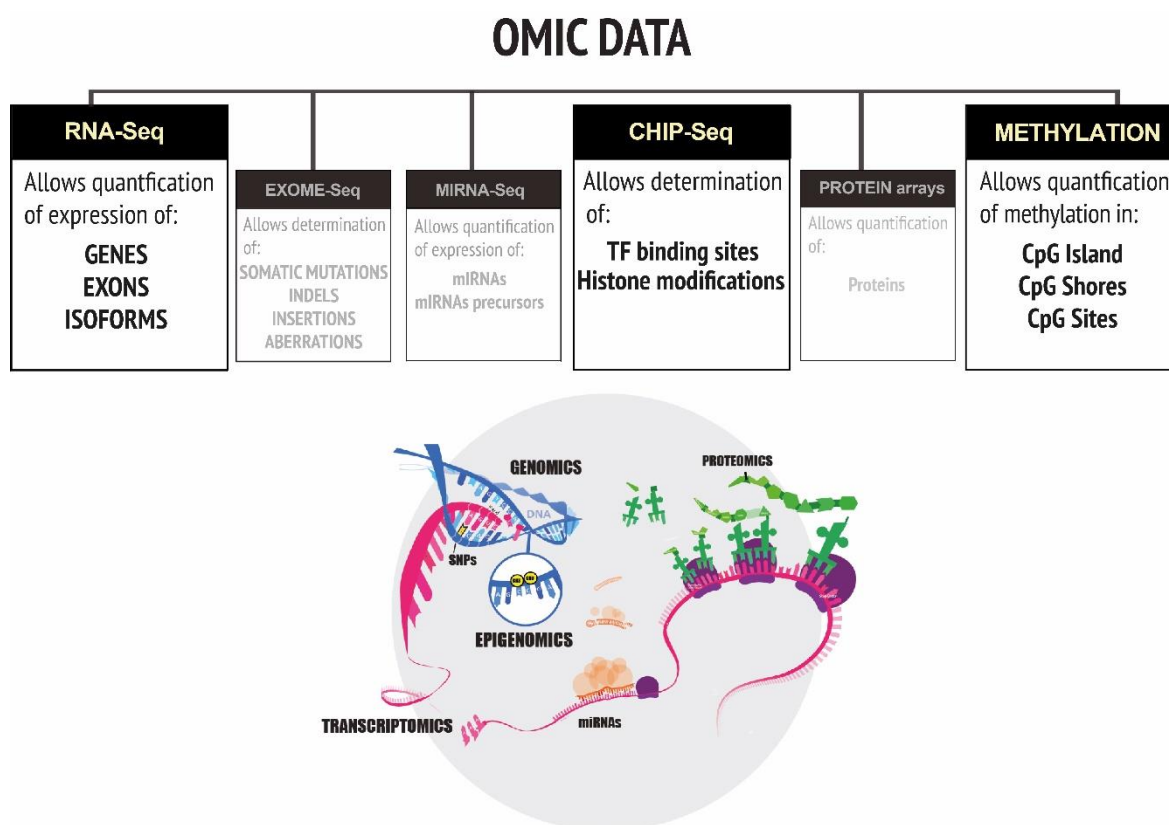 OMIC DATA
RNA-Seq
Allows quantfication
of expression of:
GENES
EXONS
ISOFORMS
EXOME-Seq
Allows determination
of:
SOMATIC MUTATIONS
INDELS
INSERTIONS
ABERRATIONS
MIRNA-Seq
Allows quantification
of expression of:
mIRNAs
mIRNAs precursors
CHIP-Seq
Allows determination
of:
TF binding sites
Histone modifications
PROTEIN arrays
Allows quantification
of:
Proteins
METHYLATION
Allows quantfication
of methylation in:
CpG Island
CpG Shores
CpG Sites
GENOMICS
PROTEOMICS
DNA
SNPs
EPIGENOMICS
TRANSCRIPTOMICS
miRNAs